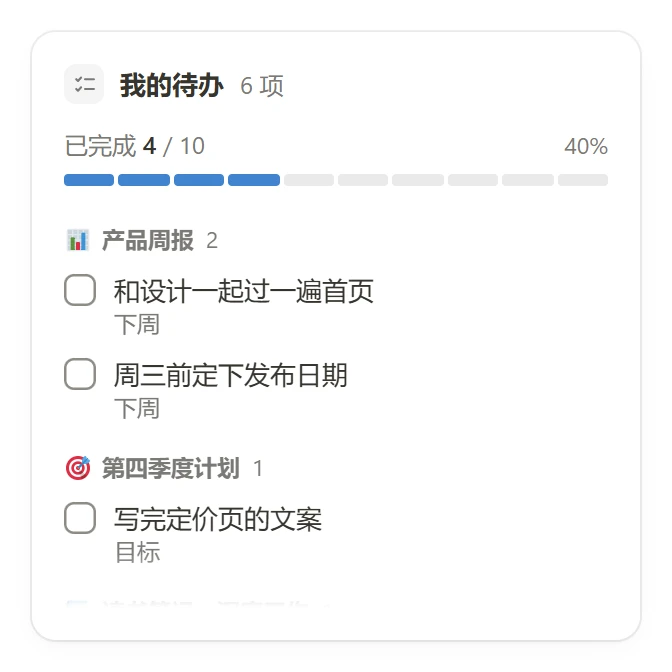 我的待办 6 项
已完成 4 / 10 40%
产品周报 2
和设计一起过一遍首页
下周
周三前定下发布日期
下周
第四季度计划 1
写完定价页的文案
目标